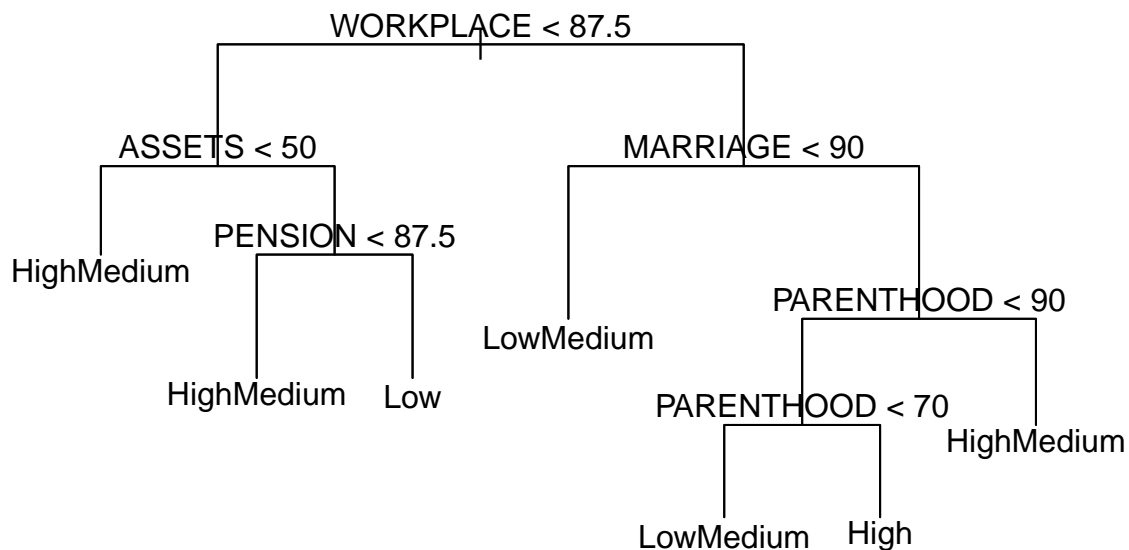 WORKPLACE < 87.5
ASSETS < 50
MARRIAGE < 90
PENSION < 87.5
HighMedium
PARENTHOOD < 90
LowMedium
HighMedium
Low
PARENTHOOD < 70
HighMedium
LowMedium
High